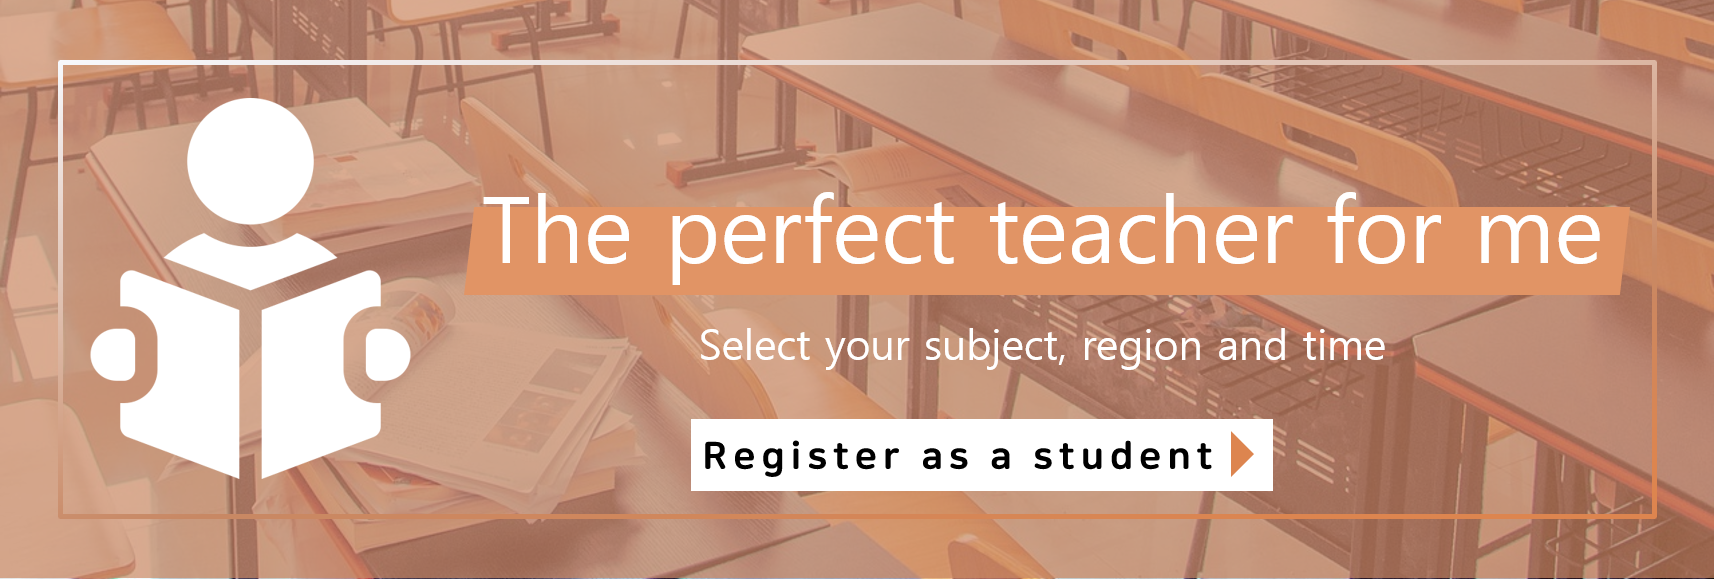 The perfect teacher for me
Select your subject, region and time
Register as a student